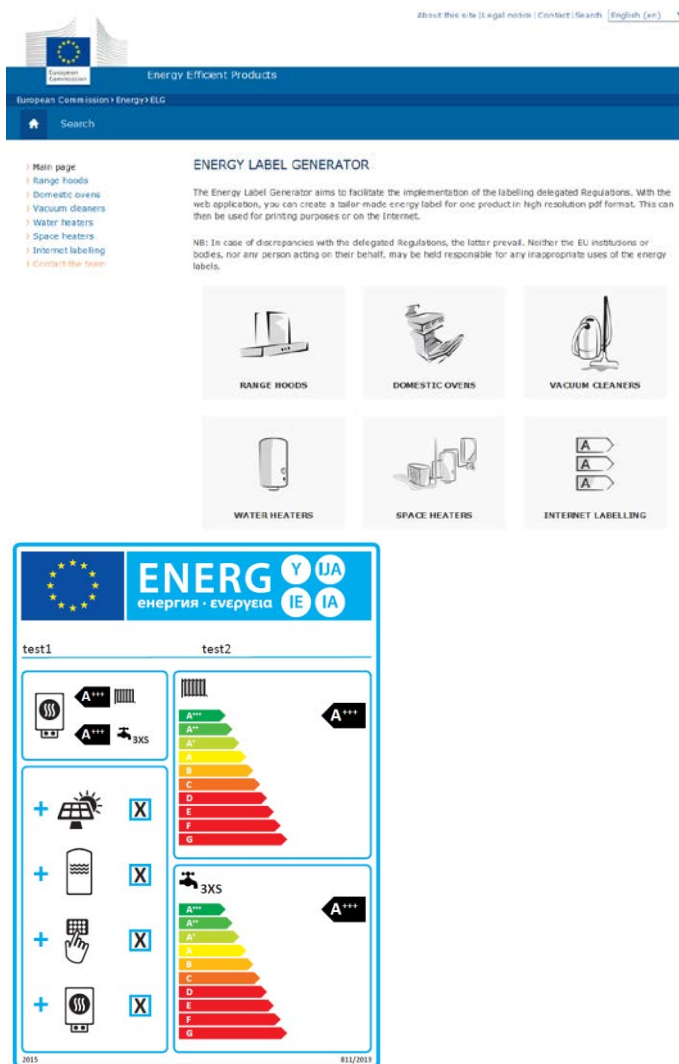 About this site | Legal notice | Contact | Search English (en)
European
Commission
Energy Efficient Products
European Commission > Energy > ELG
Search
> Main page
> Range hoods
> Domestic ovens
> Vacuum cleaners
> Water heaters
> Space heaters
> Internet labelling
> Contact the team
ENERGY LABEL GENERATOR
The Energy Label Generator aims to facilitate the implementation of the labelling delegated Regulations. With the
web application, you can create a tailor-made energy label for one product in high resolution pdf format. This can
then be used for printing purposes or on the Internet.
NB: In case of discrepancies with the delegated Regulations, the latter prevail. Neither the EU institutions or
bodies, nor any person acting on their behalf, may be held responsible for any inappropriate uses of the energy
labels.
RANGE HOODS
DOMESTIC OVENS
VACUUM CLEANERS
A
A
A
WATER HEATERS
SPACE HEATERS
INTERNET LABELLING
ENERG Y IJA
енергия · ενεργεια IE IA
test1
test2
A+++
A+++ 3XS
+ X
+ X
+ X
+ X
A+++
A+++
A++
A+
A
B
C
D
E
F
G
3XS
A+++
A+++
A++
A+
A
B
C
D
E
F
G
2015
811/2013